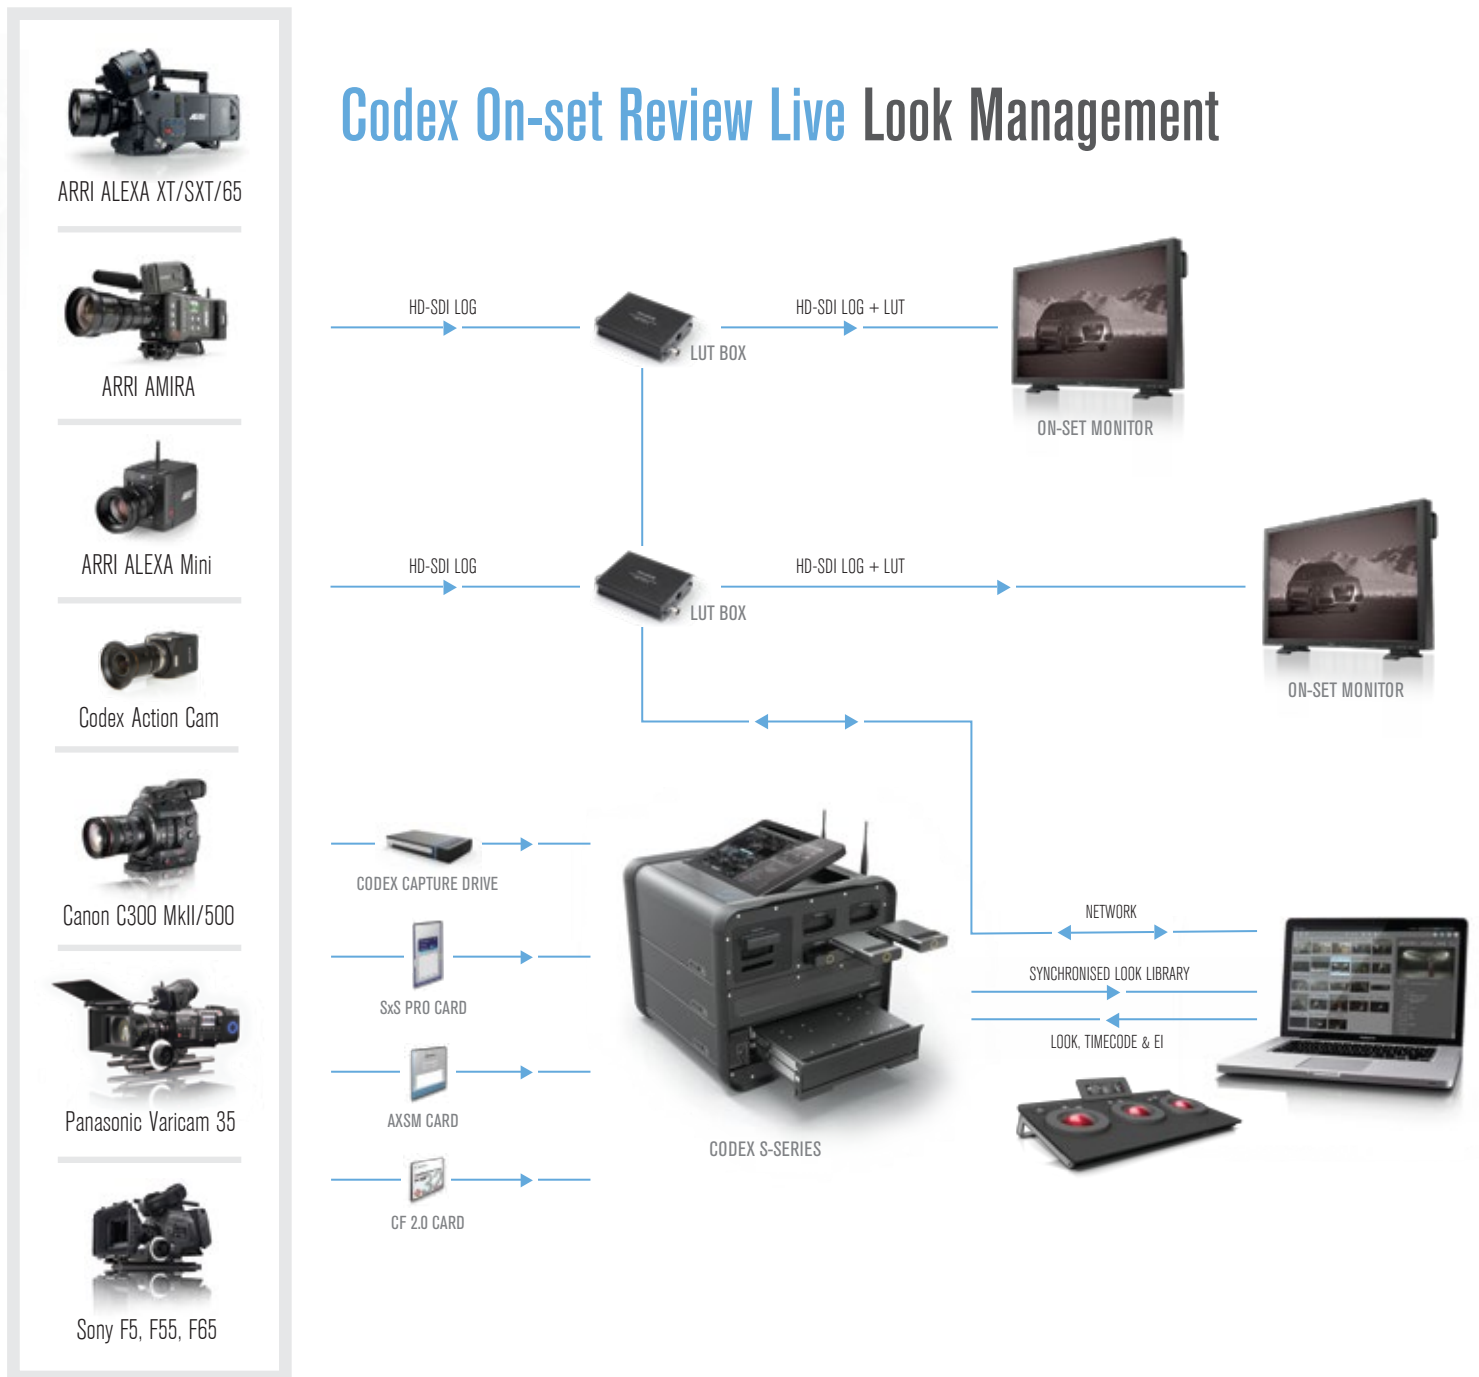 Codex On-set Review Live Look Management
ARRI ALEXA XT/SXT/65
ARRI AMIRA
ARRI ALEXA Mini
Codex Action Cam
Canon C300 MkII/500
Panasonic Varicam 35
Sony F5, F55, F65
HD-SDI LOG
LUT BOX
HD-SDI LOG + LUT
ON-SET MONITOR
HD-SDI LOG
LUT BOX
HD-SDI LOG + LUT
ON-SET MONITOR
CODEX CAPTURE DRIVE
SxS PRO CARD
AXSM CARD
CF 2.0 CARD
CODEX S-SERIES
NETWORK
SYNCHRONISED LOOK LIBRARY
LOOK, TIMECODE & EI